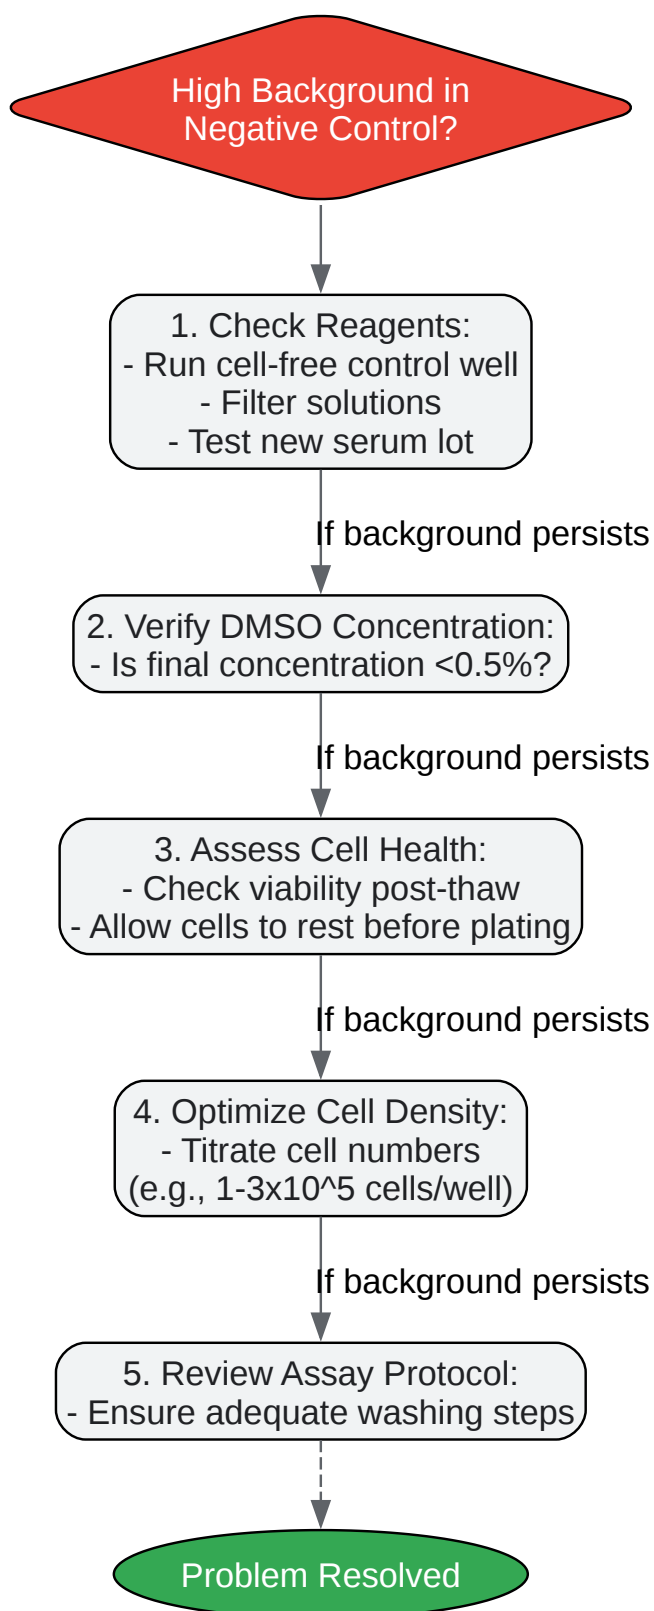 High Background in
Negative Control?
1. Check Reagents:
- Run cell-free control well
- Filter solutions
- Test new serum lot
If background persists
2. Verify DMSO Concentration:
- Is final concentration <0.5%?
If background persists
3. Assess Cell Health:
- Check viability post-thaw
- Allow cells to rest before plating
If background persists
4. Optimize Cell Density:
- Titrate cell numbers
(e.g., 1-3x10^5 cells/well)
If background persists
5. Review Assay Protocol:
- Ensure adequate washing steps
Problem Resolved